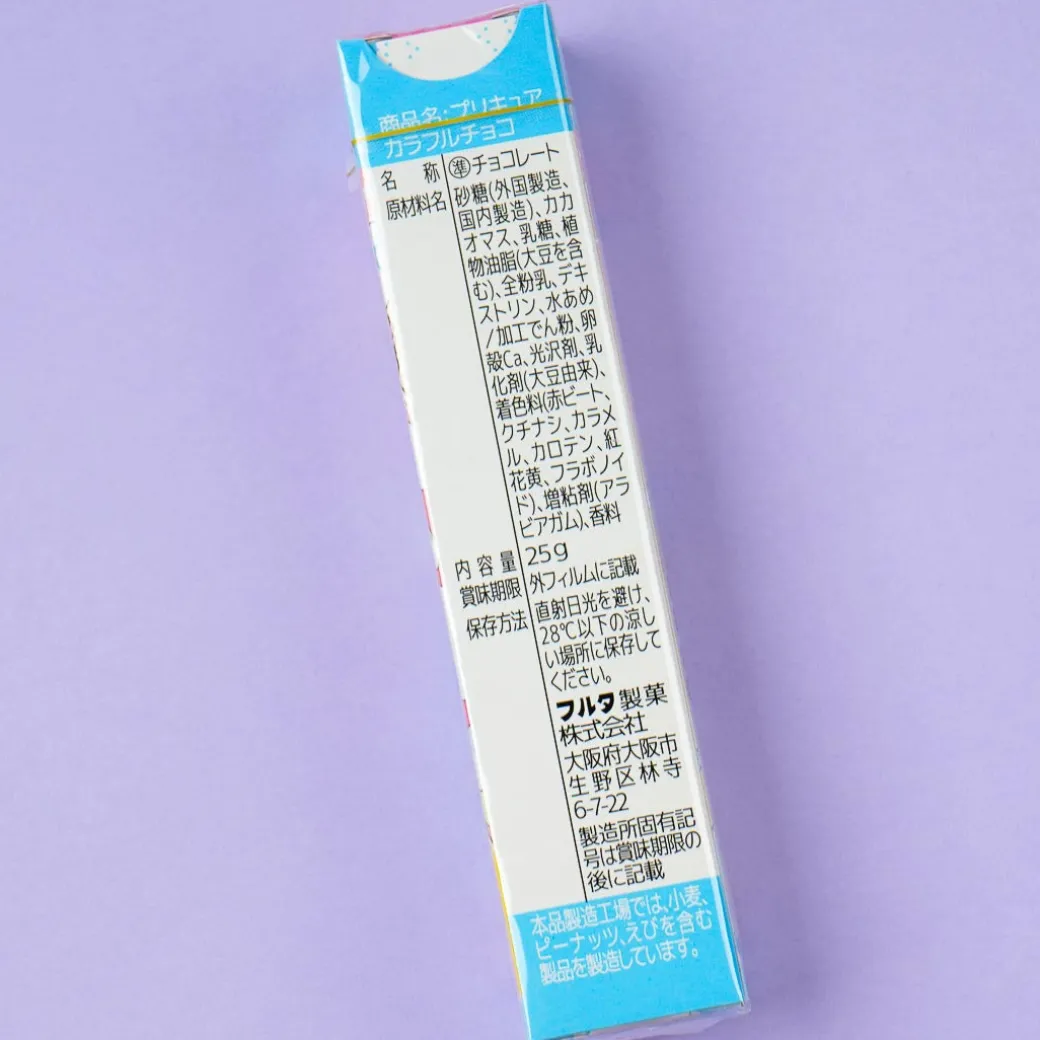 商品名:プリキュア
カラフルチョコ
名称 ㊜チョコレート
原材料名 砂糖(外国製造、
国内製造)、カカ
オマス、乳糖、植
物油脂(大豆を含
む)、全粉乳、デキ
ストリン、水あめ
/加工でん粉、卵
殻Ca、光沢剤、乳
化剤(大豆由来)、
着色料(赤ビート、
クチナシ、カラメ
ル、カロテン、紅
花黄、フラボノイ
ド)、増粘剤(アラ
ビアガム)、香料
内容量 25g
賞味期限 外フィルムに記載
保存方法 直射日光を避け、
28℃以下の涼し
い場所に保存して
ください。
フルタ製菓
株式会社
大阪府大阪市
生野区林寺
6-7-22
製造所固有記
号は賞味期限の
後に記載
本品製造工場では、小麦、
ピーナッツ、えびを含む
製品を製造しています。